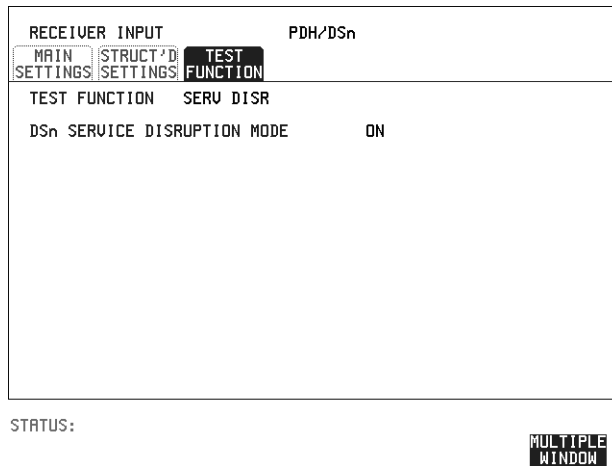 RECEIVER INPUT PDH/DSn
MAIN SETTINGS STRUCT'D SETTINGS TEST FUNCTION
TEST FUNCTION SERV DISR
DSn SERVICE DISRUPTION MODE ON
STATUS:
MULTIPLE
WINDOW